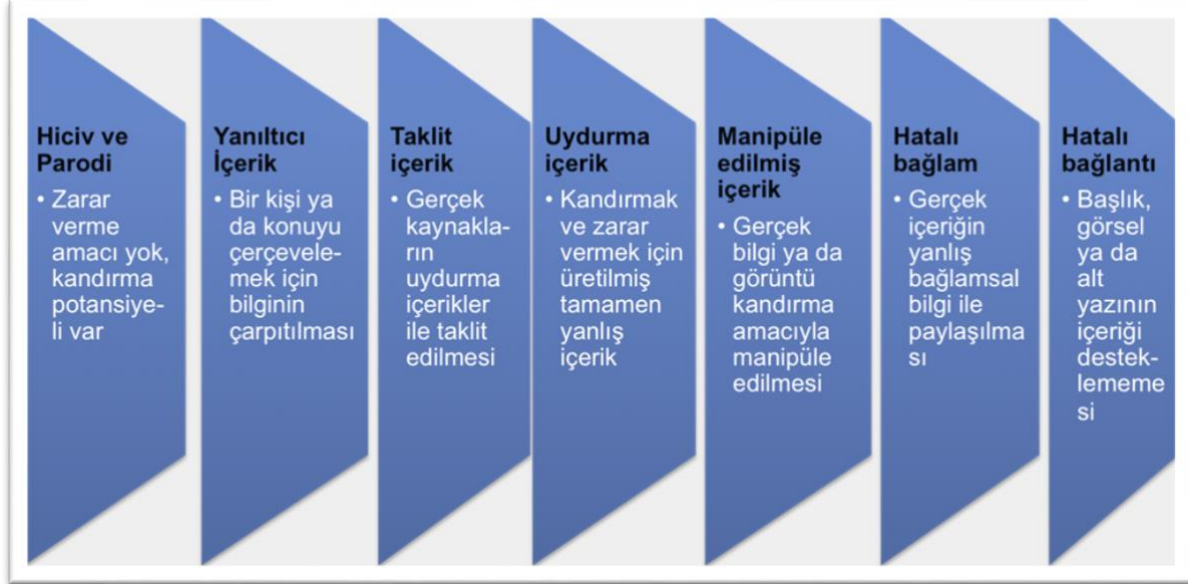 Hiciv ve
Parodi
• Zarar
verme
amacı yok,
kandırma
potansiye-
li var
Yanıltıcı
İçerik
• Bir kişi ya
da konuyu
çerçevele-
mek için
bilginin
çarpıtılması
Taklit
içerik
• Gerçek
kaynakla-
rın
uydurma
içerikler
ile taklit
edilmesi
Uydurma
içerik
• Kandırmak
ve zarar
vermek için
üretilmiş
tamamen
yanlış
içerik
Manipüle
edilmiş
içerik
• Gerçek
bilgi ya da
görüntü
kandırma
amacıyla
manipüle
edilmesi
Hatalı
bağlam
• Gerçek
içeriğin
yanlış
bağlamsal
bilgi ile
paylaşılma
sı
Hatalı
bağlantı
• Başlık,
görsel
ya da
alt
yazının
içeriği
destek-
lememe
si